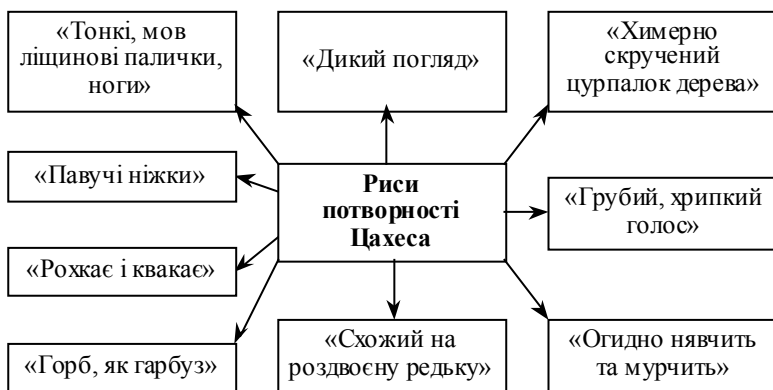 «Тонкі, мов
ліщинові палички,
ноги»
«Дикий погляд»
«Химерно
скручений
цурпалок дерева»
«Павучі ніжки»
Риси
потворності
Цахеса
«Грубий, хрипкий
голос»
«Рохкає і квакає»
«Горб, як гарбуз»
«Схожий на
роздвоєну редьку»
«Огидно нявчить
та мурчить»